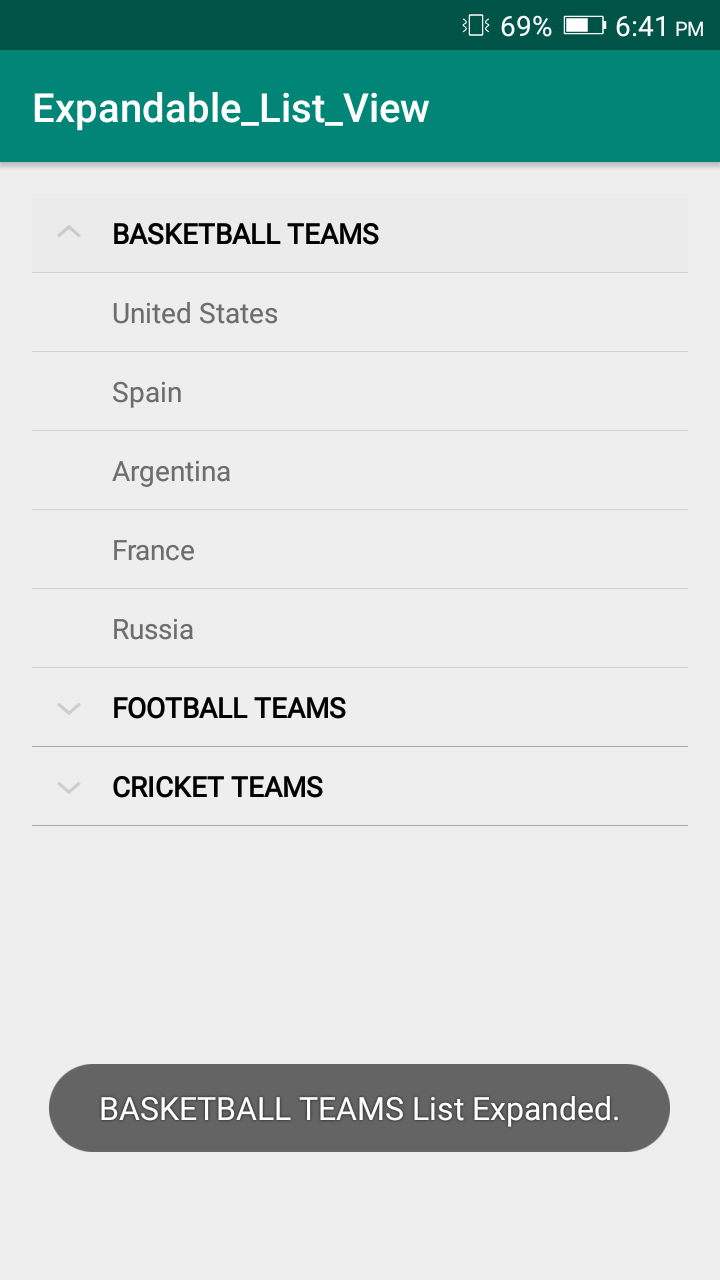 69% 6:41 PM
Expandable_List_View
BASKETBALL TEAMS
United States
Spain
Argentina
France
Russia
FOOTBALL TEAMS
CRICKET TEAMS
BASKETBALL TEAMS List Expanded.